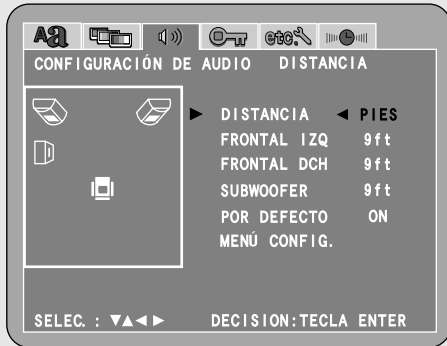 Aa etc.
CONFIGURACIÓN DE AUDIO DISTANCIA
DISTANCIA PIES
FRONTAL IZQ 9ft
FRONTAL DCH 9ft
SUBWOOFER 9ft
POR DEFECTO ON
MENÚ CONFIG.
SELEC. : ▼▲◄► DECISION:TECLA ENTER